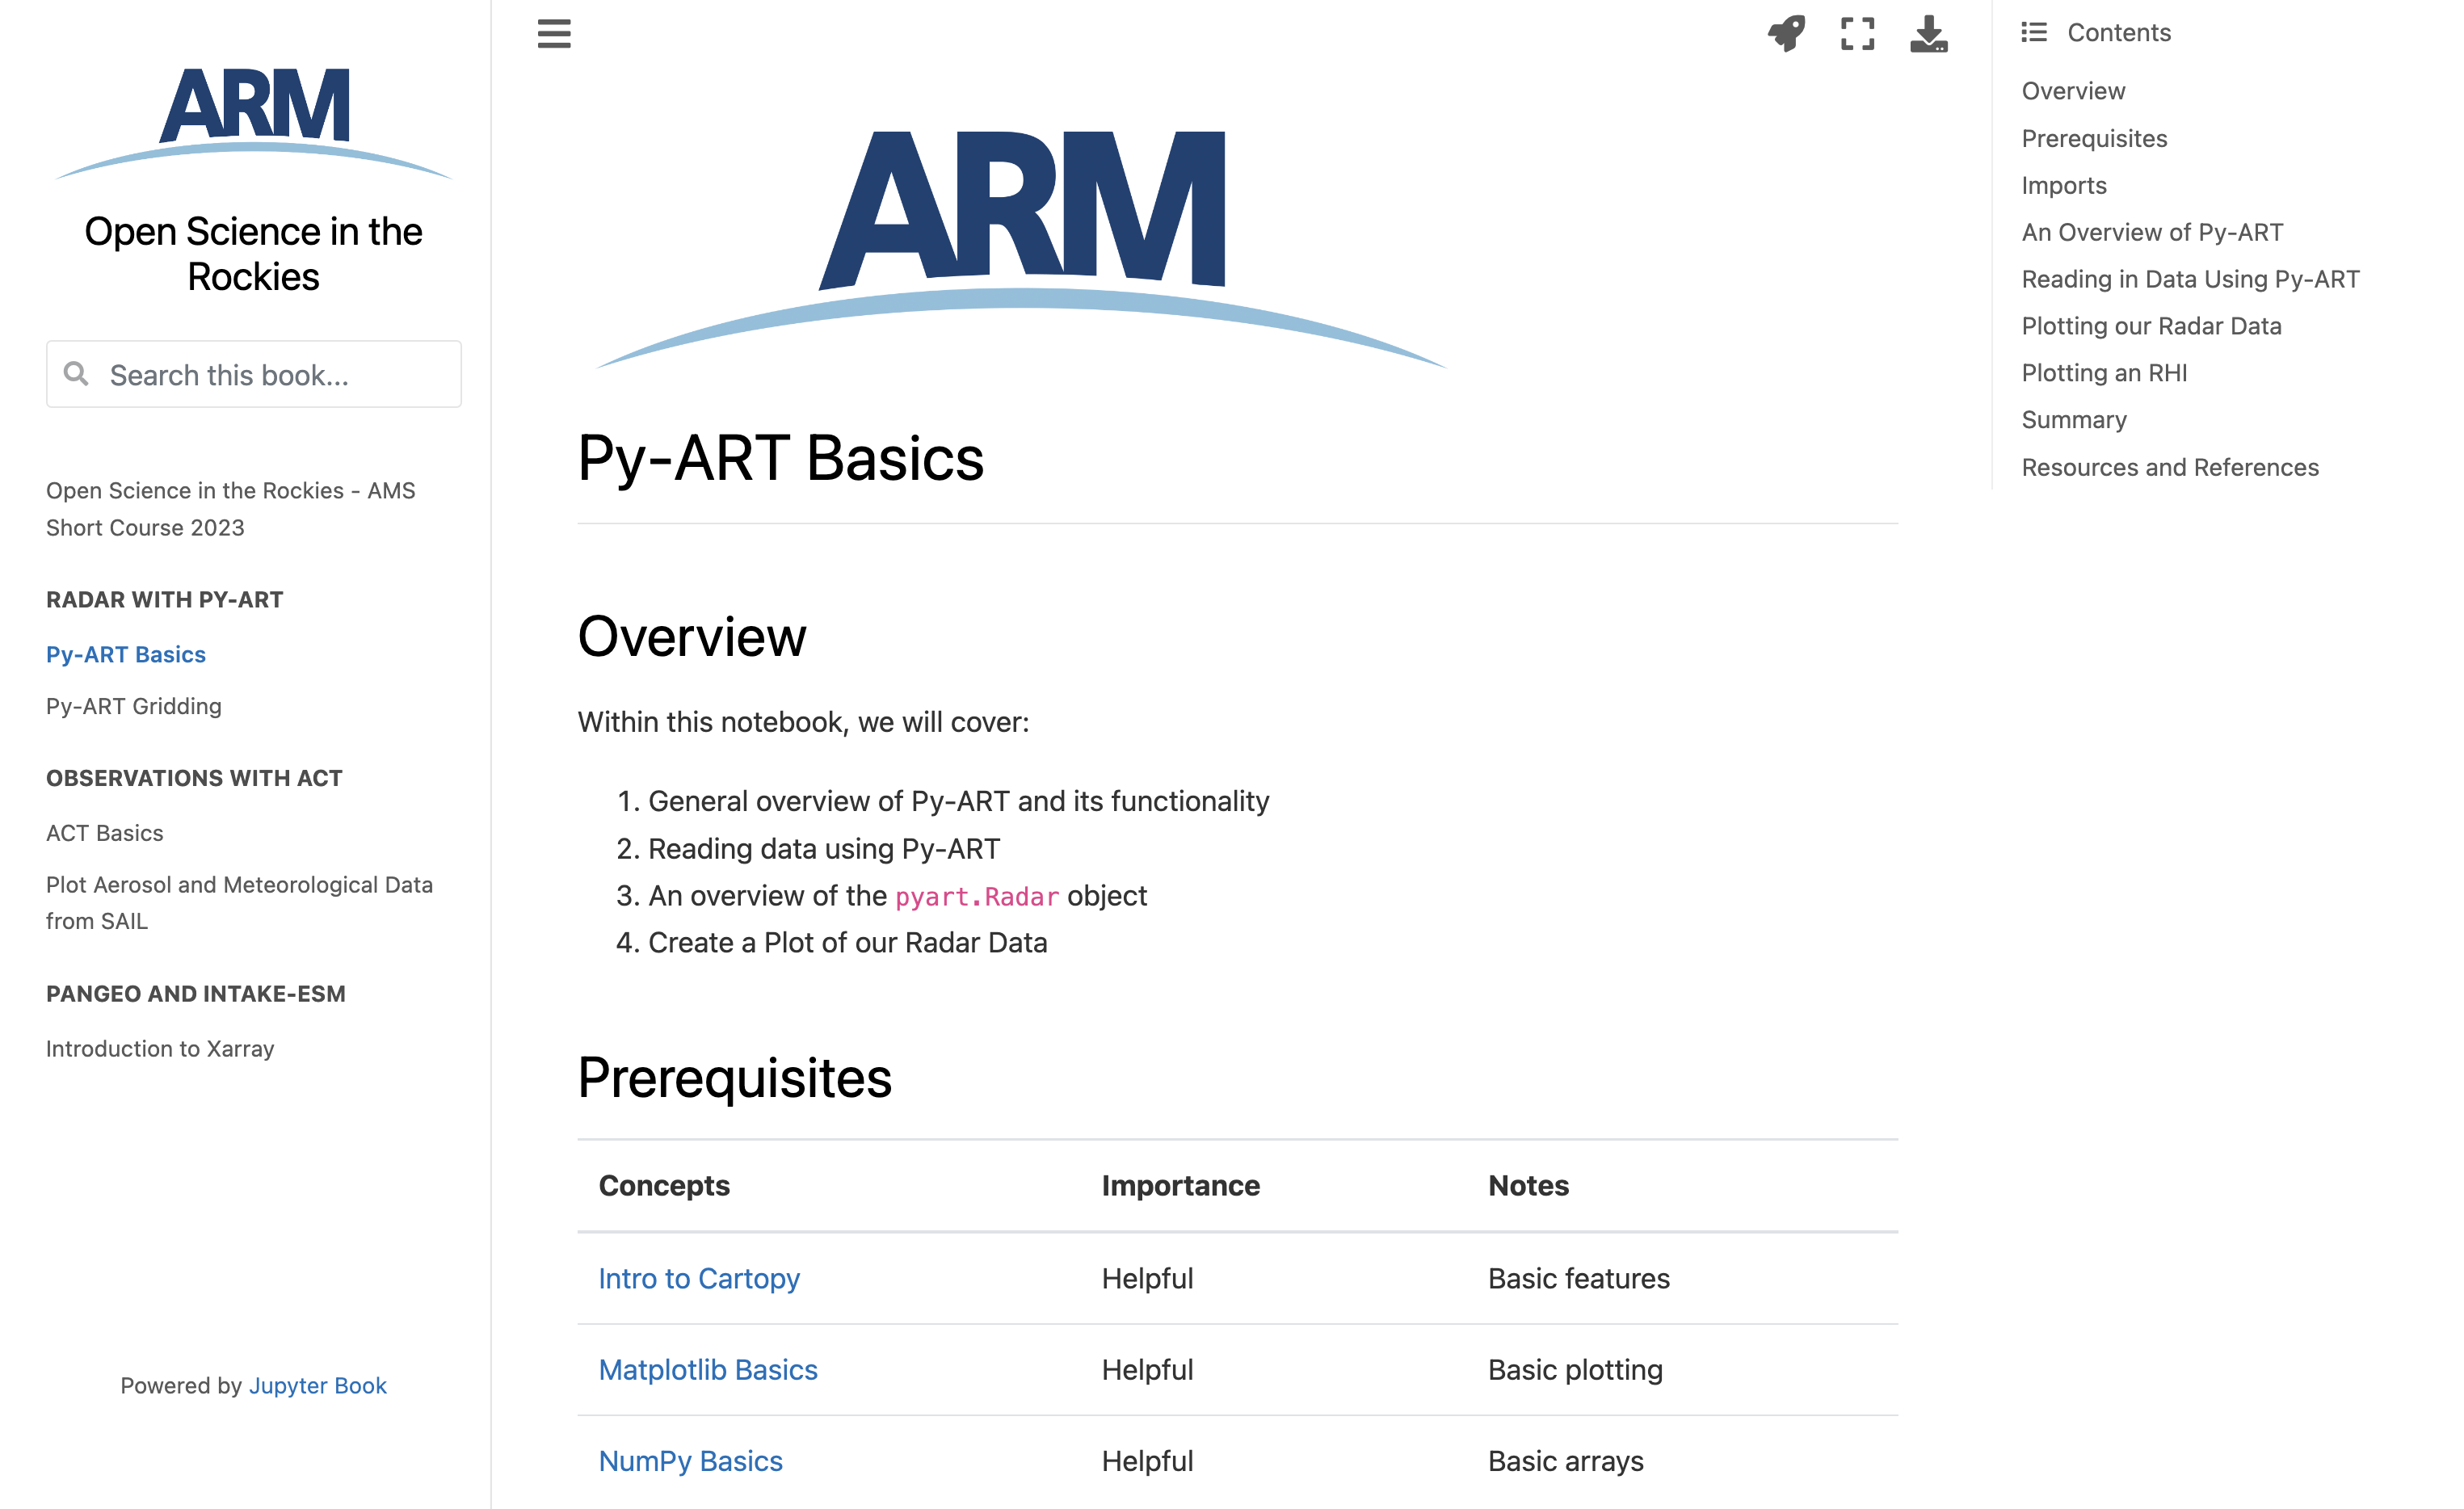 ARM
Open Science in the
Rockies
Search this book...
Open Science in the Rockies - AMS
Short Course 2023
RADAR WITH PY-ART
Py-ART Basics
Py-ART Gridding
OBSERVATIONS WITH ACT
ACT Basics
Plot Aerosol and Meteorological Data
from SAIL
PANGEO AND INTAKE-ESM
Introduction to Xarray
Powered by Jupyter Book
ARM
Py-ART Basics
Overview
Within this notebook, we will cover:
1. General overview of Py-ART and its functionality
2. Reading data using Py-ART
3. An overview of the pyart.Radar object
4. Create a Plot of our Radar Data
Prerequisites
Concepts Importance Notes
Intro to Cartopy Helpful Basic features
Matplotlib Basics Helpful Basic plotting
NumPy Basics Helpful Basic arrays
Contents
Overview
Prerequisites
Imports
An Overview of Py-ART
Reading in Data Using Py-ART
Plotting our Radar Data
Plotting an RHI
Summary
Resources and References